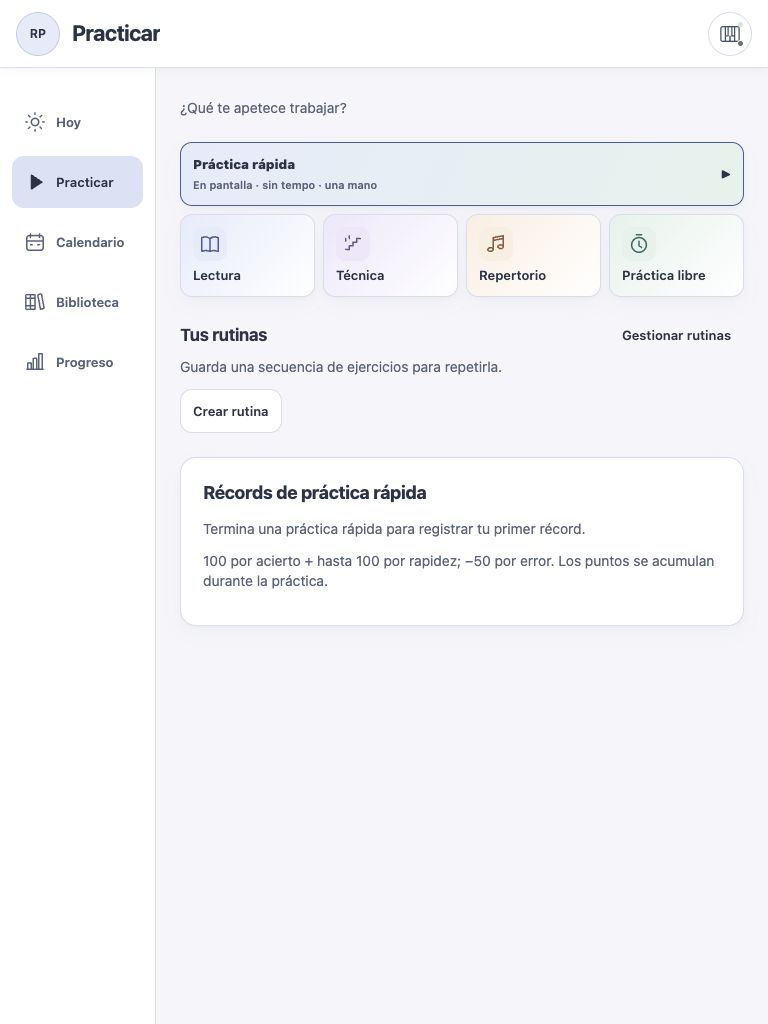 RP
Practicar
Hoy
Practicar
Calendario
Biblioteca
Progreso
¿Qué te apetece trabajar?
Práctica rápida
En pantalla · sin tempo · una mano
Lectura
Técnica
Repertorio
Práctica libre
Tus rutinas
Gestionar rutinas
Guarda una secuencia de ejercicios para repetirla.
Crear rutina
Récords de práctica rápida
Termina una práctica rápida para registrar tu primer récord.
100 por acierto + hasta 100 por rapidez; −50 por error. Los puntos se acumulan
durante la práctica.